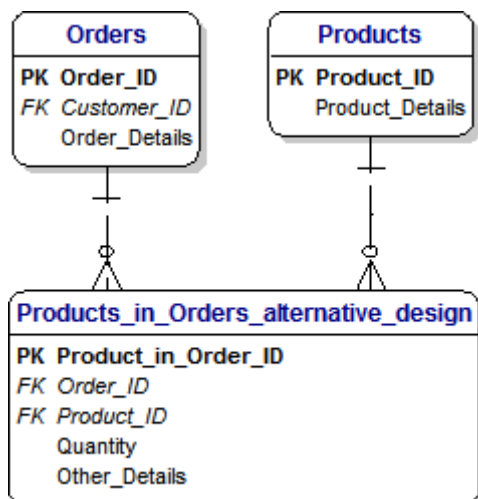 Orders
PK Order_ID
FK Customer_ID
Order_Details
Products
PK Product_ID
Product_Details
Products_in_Orders_alternative_design
PK Product_in_Order_ID
FK Order_ID
FK Product_ID
Quantity
Other_Details